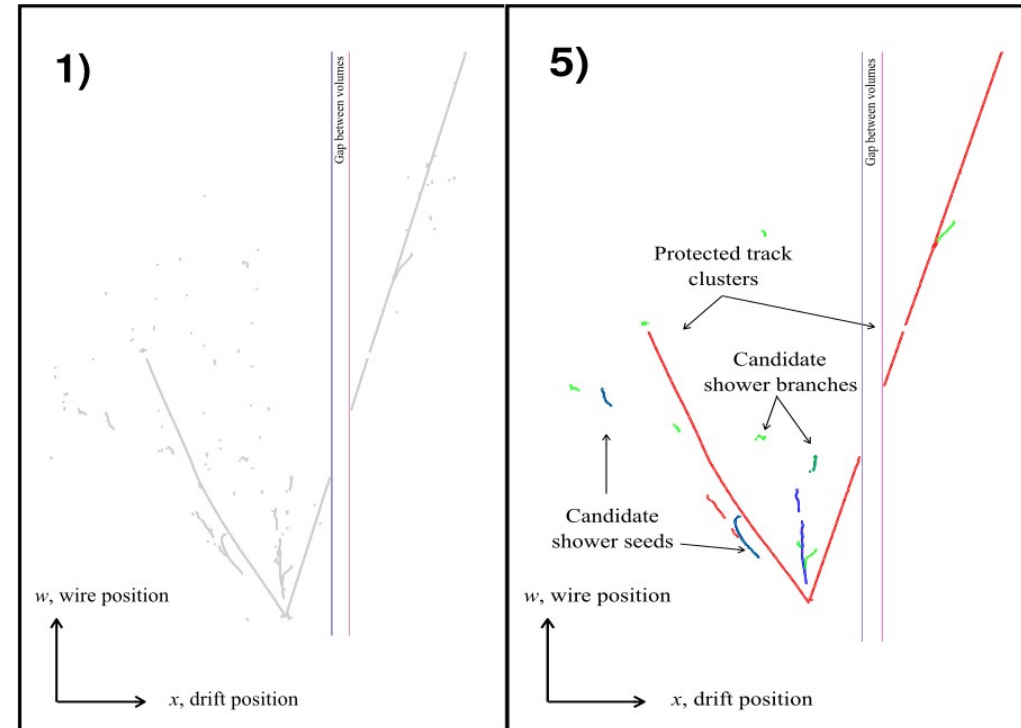 1)
Gap between volumes
w, wire position
x, drift position
5)
Gap between volumes
Protected track
clusters
Candidate
shower branches
Candidate
shower seeds
w, wire position
x, drift position